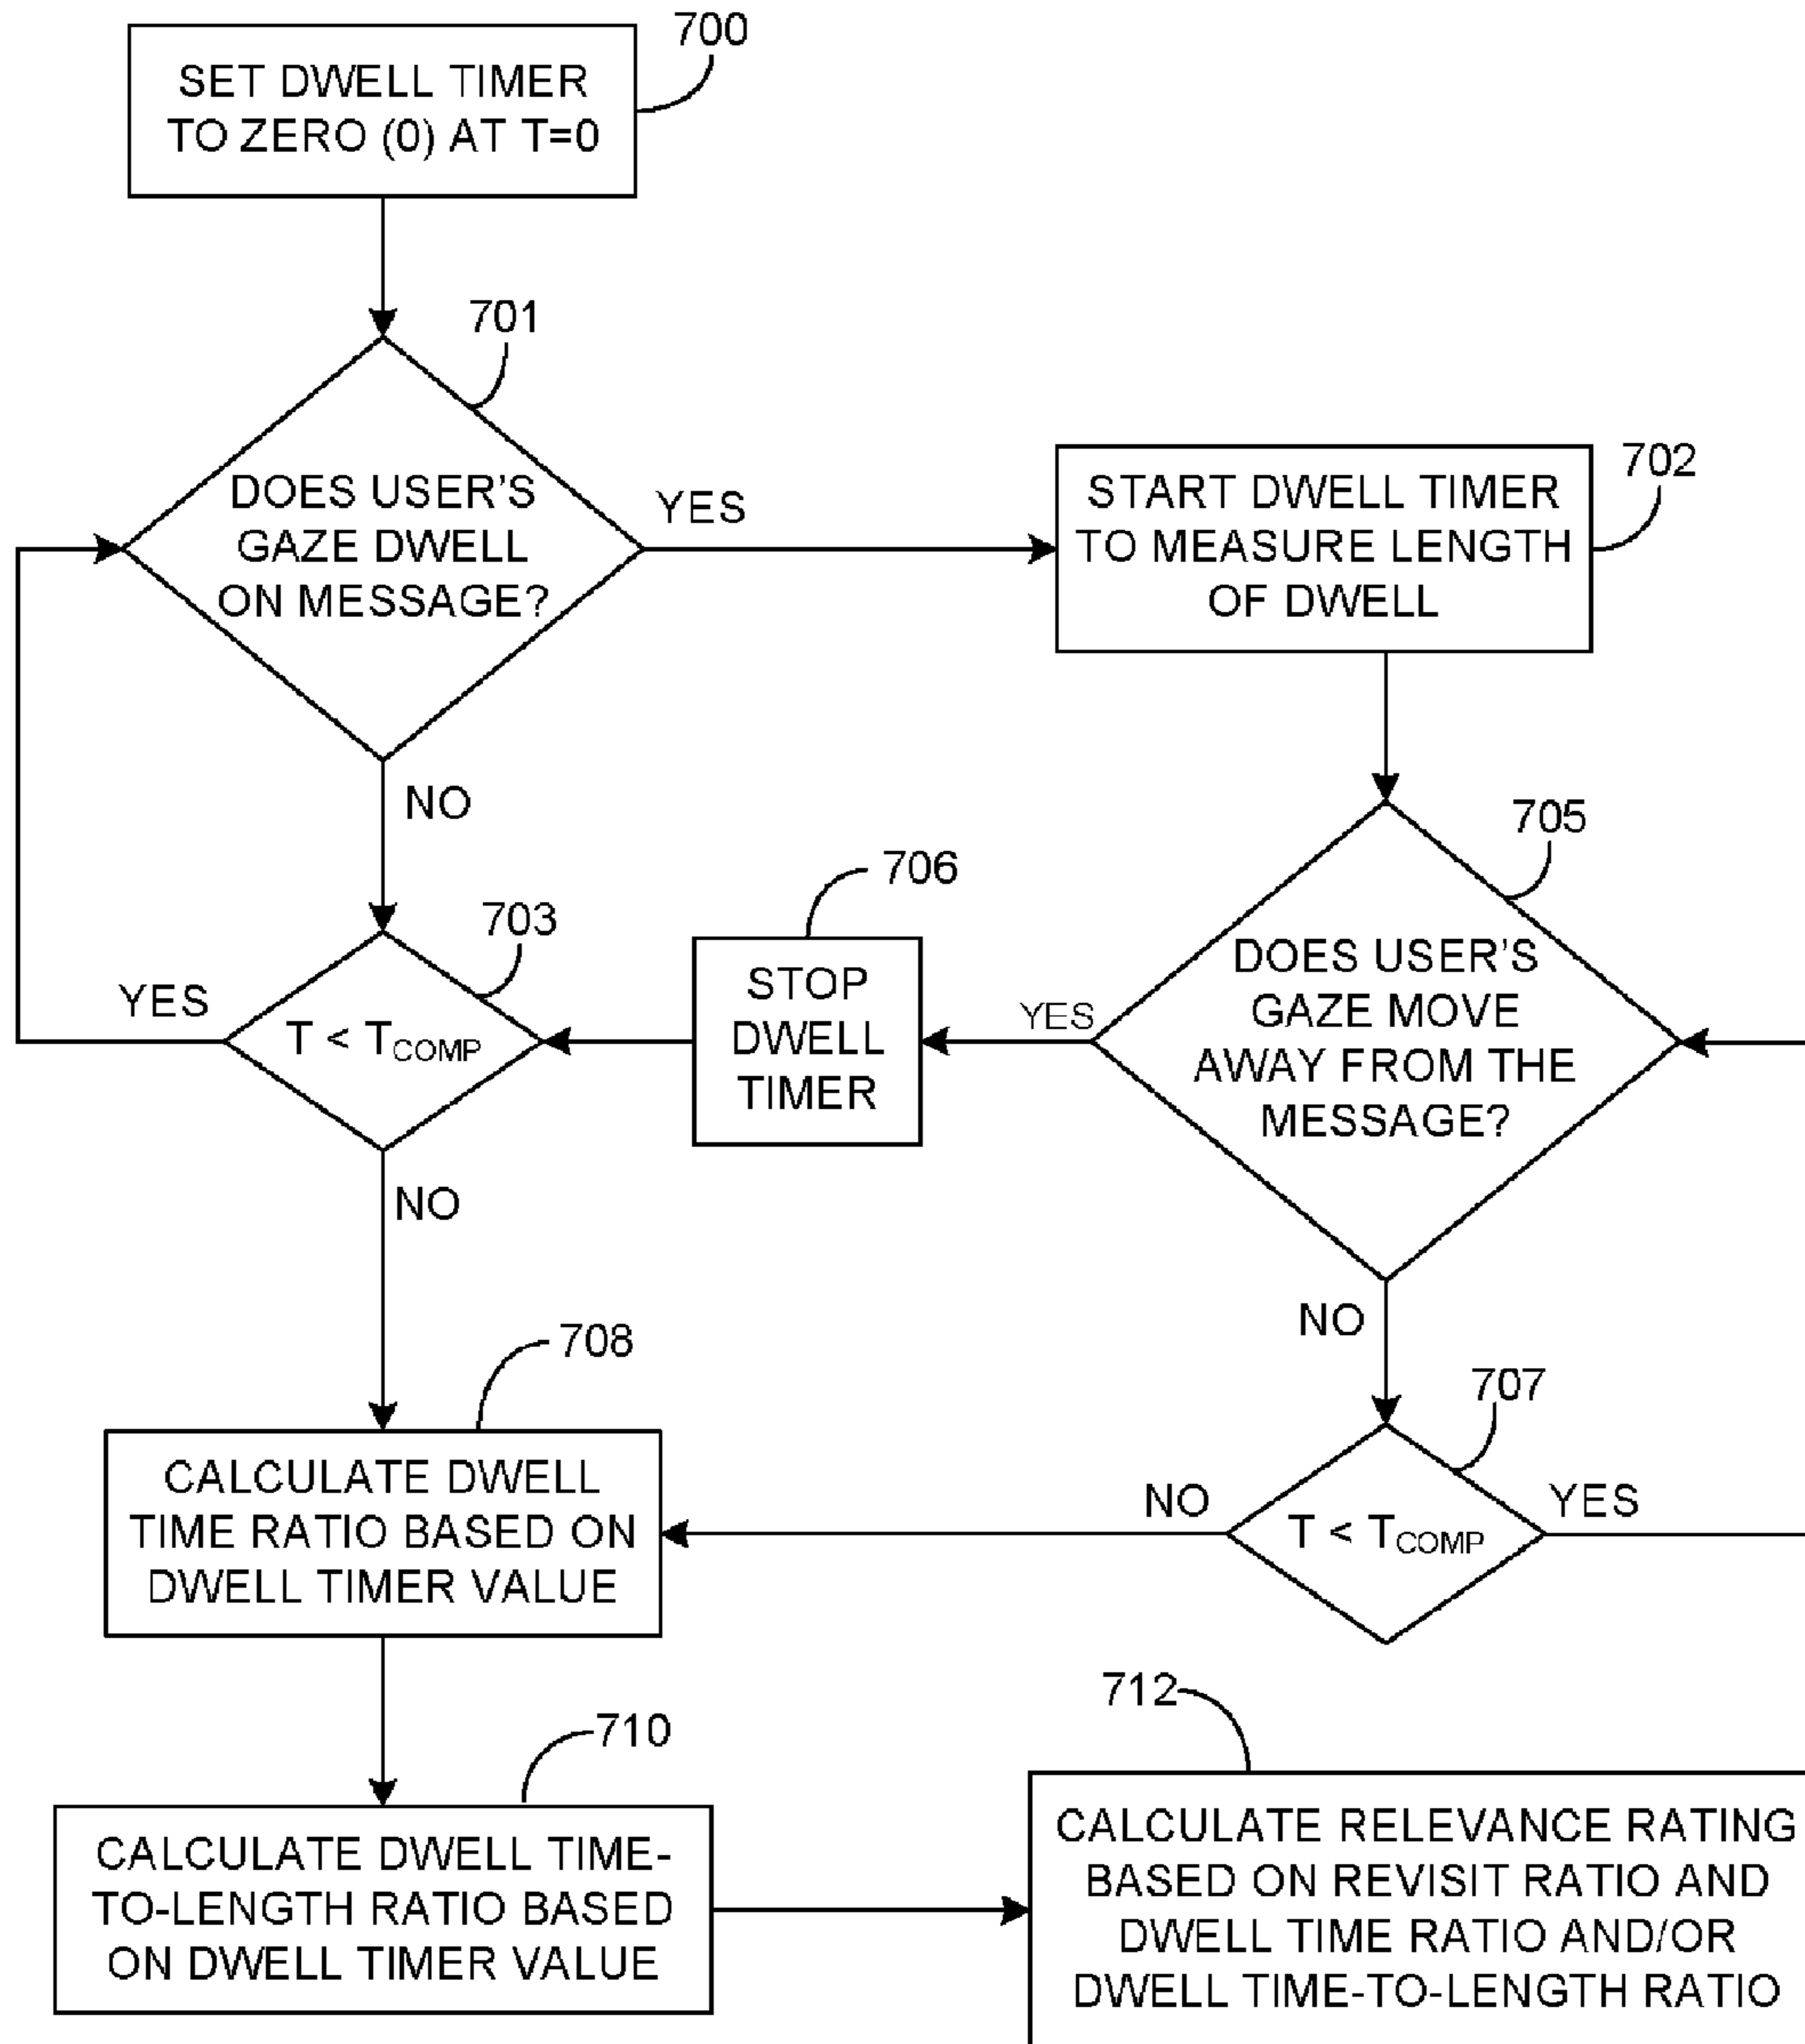 700
SET DWELL TIMER
TO ZERO (0) AT T=0
701
DOES USER'S
GAZE DWELL
ON MESSAGE?
YES
NO
702
START DWELL TIMER
TO MEASURE LENGTH
OF DWELL
705
DOES USER'S
GAZE MOVE
AWAY FROM THE
MESSAGE?
YES
NO
706
STOP
DWELL
TIMER
703
T < TCOMP
YES
NO
707
T < TCOMP
NO
YES
708
CALCULATE DWELL
TIME RATIO BASED ON
DWELL TIMER VALUE
710
CALCULATE DWELL TIME-
TO-LENGTH RATIO BASED
ON DWELL TIMER VALUE
712
CALCULATE RELEVANCE RATING
BASED ON REVISIT RATIO AND
DWELL TIME RATIO AND/OR
DWELL TIME-TO-LENGTH RATIO